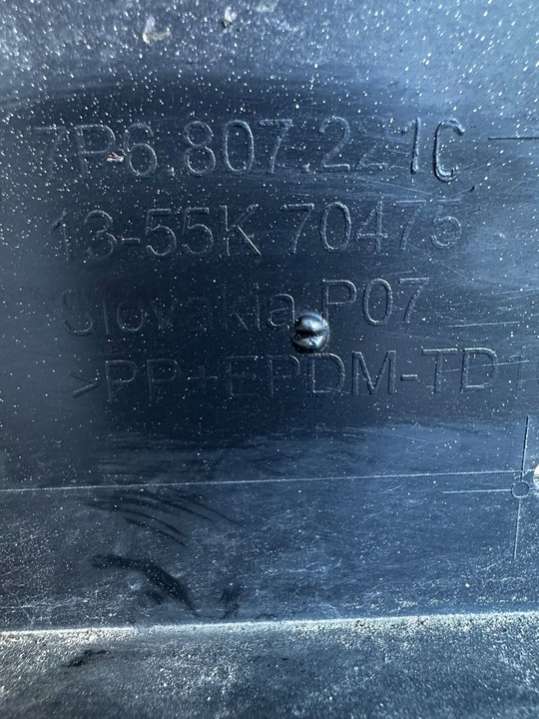 7P6.807.221C
13-55K 70475
Slovakia P07
>PP+EPDM-TD1